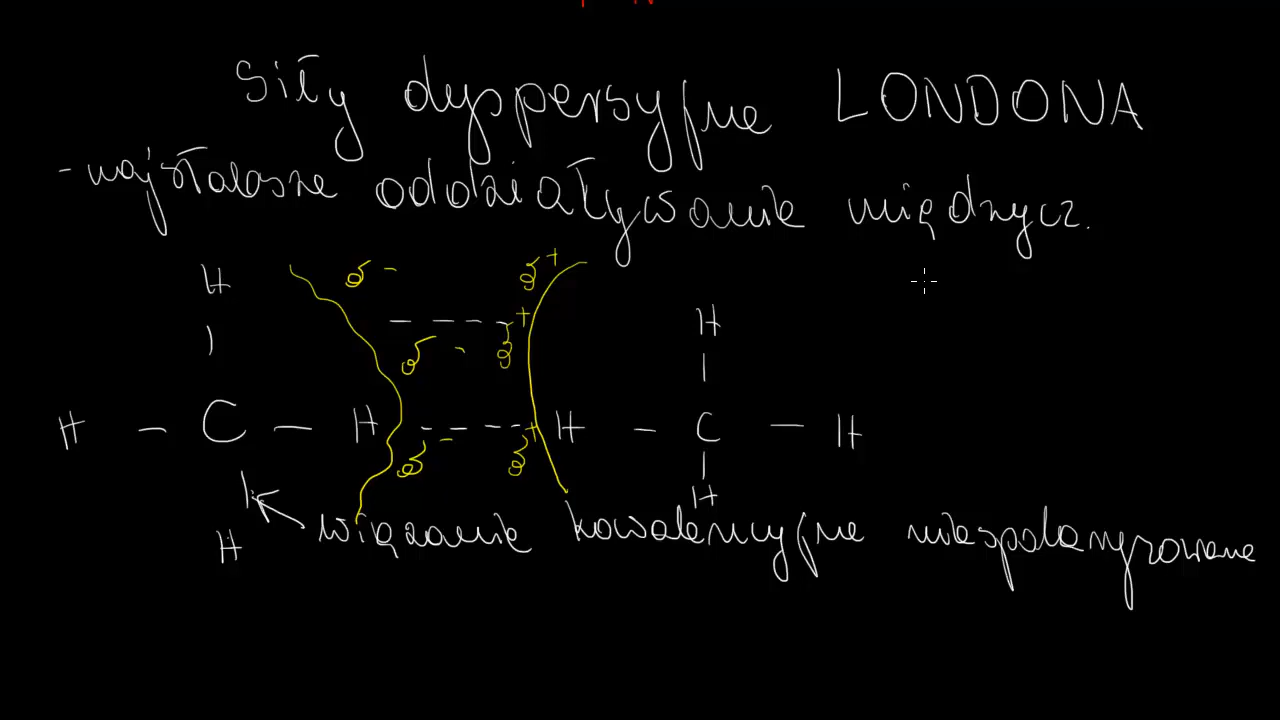 Siły dyspersyjne LONDONA
- najsłabsze oddziaływanie międzycz.
H δ- δ+
δ- δ+ H
H - C - H δ- δ+ H - C - H
H
H wiązanie kowalencyjne niespolaryzowane